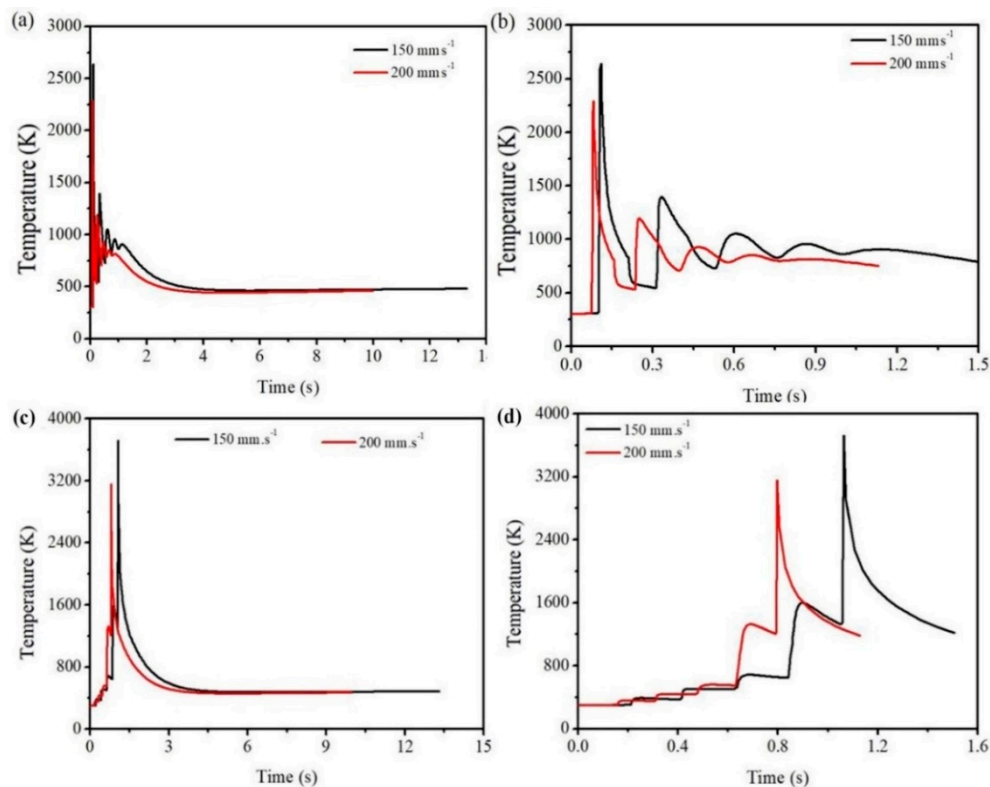 (a)
3000
2500
2000
1500
1000
500
0
Temperature (K)
150 mms⁻¹
200 mms⁻¹
0 2 4 6 8 10 12 14
Time (s)
(b)
3000
2500
2000
1500
1000
500
0
Temperature (K)
150 mms⁻¹
200 mms⁻¹
0.0 0.3 0.6 0.9 1.2 1.5
Time (s)
(c)
4000
3200
2400
1600
800
0
Temperature (K)
150 mm.s⁻¹ 200 mm.s⁻¹
0 3 6 9 12 15
Time (s)
(d)
4000
3200
2400
1600
800
0
Temperature (K)
150 mm.s⁻¹
200 mm.s⁻¹
0.0 0.4 0.8 1.2 1.6
Time (s)